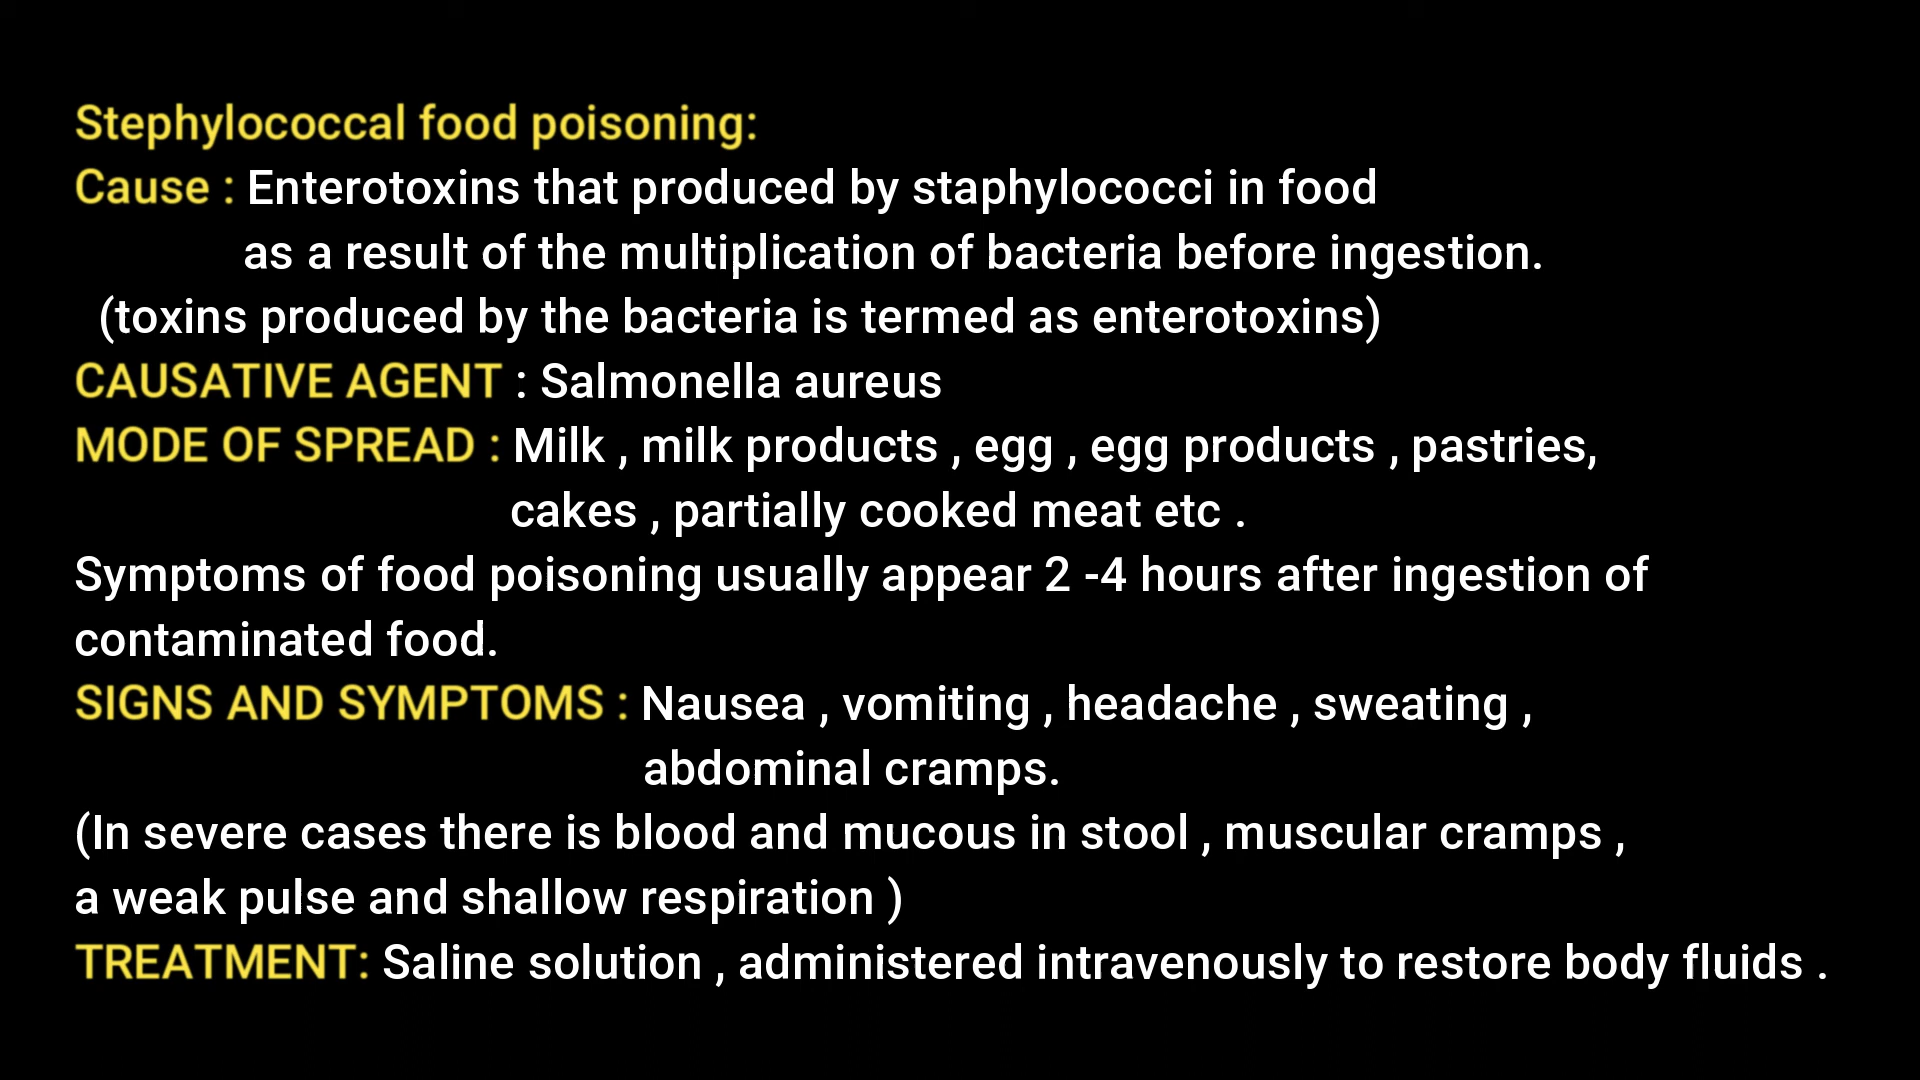 Stephylococcal food poisoning:
Cause : Enterotoxins that produced by staphylococci in food
as a result of the multiplication of bacteria before ingestion.
(toxins produced by the bacteria is termed as enterotoxins)
CAUSATIVE AGENT : Salmonella aureus
MODE OF SPREAD : Milk , milk products , egg , egg products , pastries,
cakes , partially cooked meat etc .
Symptoms of food poisoning usually appear 2 -4 hours after ingestion of
contaminated food.
SIGNS AND SYMPTOMS : Nausea , vomiting , headache , sweating ,
abdominal cramps.
(In severe cases there is blood and mucous in stool , muscular cramps ,
a weak pulse and shallow respiration )
TREATMENT: Saline solution , administered intravenously to restore body fluids .